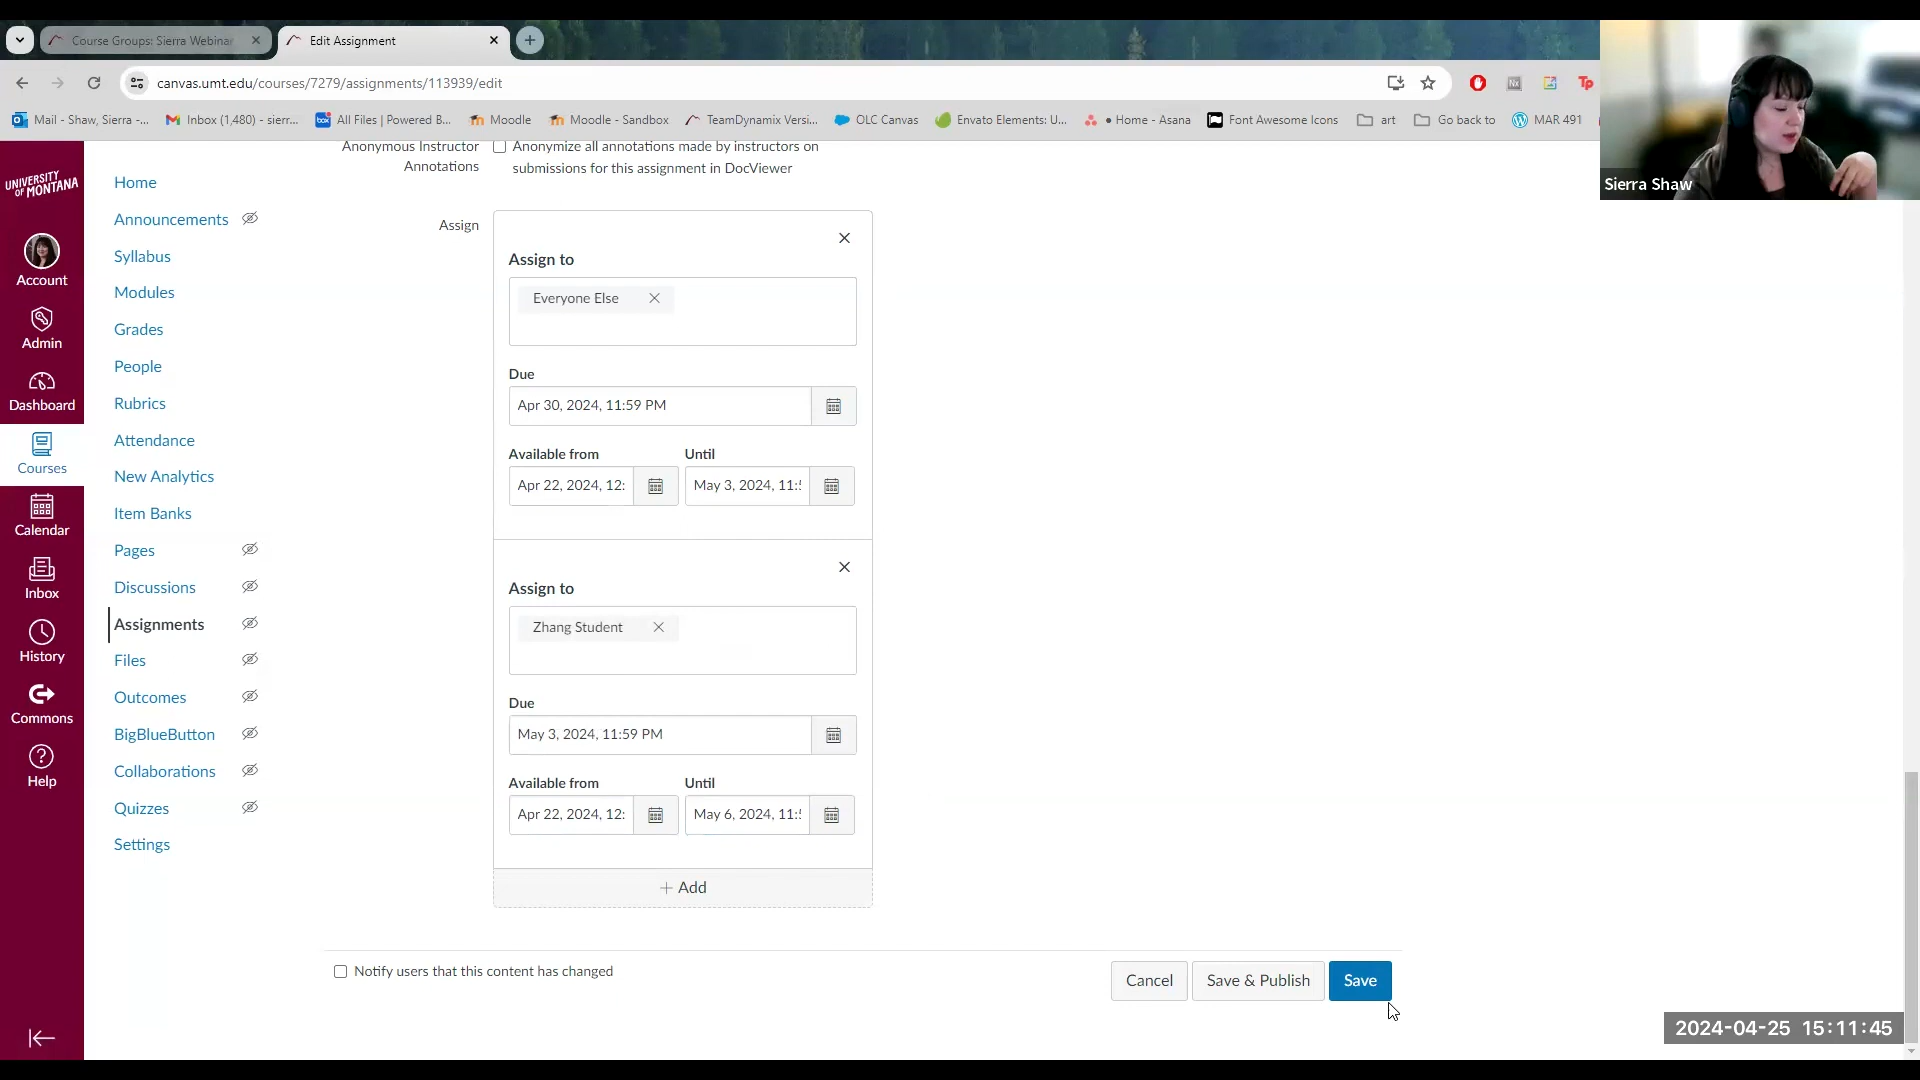 Course Groups: Sierra Webinar
Edit Assignment
canvas.umt.edu/courses/7279/assignments/113939/edit
Mail - Shaw, Sierra -...
Inbox (1,480) - sierr...
box
All Files | Powered B...
Moodle
Moodle - Sandbox
TeamDynamix Versi...
OLC Canvas
Envato Elements: U...
• Home - Asana
Font Awesome Icons
art
Go back to
MAR 491
Tp
Sierra Shaw
UNIVERSITY
OF MONTANA
Account
Admin
Dashboard
Courses
Calendar
Inbox
History
Commons
Help
Home
Announcements
Syllabus
Modules
Grades
People
Rubrics
Attendance
New Analytics
Item Banks
Pages
Discussions
Assignments
Files
Outcomes
BigBlueButton
Collaborations
Quizzes
Settings
Anonymous Instructor
Annotations
Anonymize all annotations made by instructors on
submissions for this assignment in DocViewer
Assign
Assign to
Everyone Else
Due
Apr 30, 2024, 11:59 PM
Available from
Until
Apr 22, 2024, 12:
May 3, 2024, 11:5
Assign to
Zhang Student
Due
May 3, 2024, 11:59 PM
Available from
Until
Apr 22, 2024, 12:
May 6, 2024, 11:5
+ Add
Notify users that this content has changed
Cancel
Save & Publish
Save
2024-04-25 15:11:45